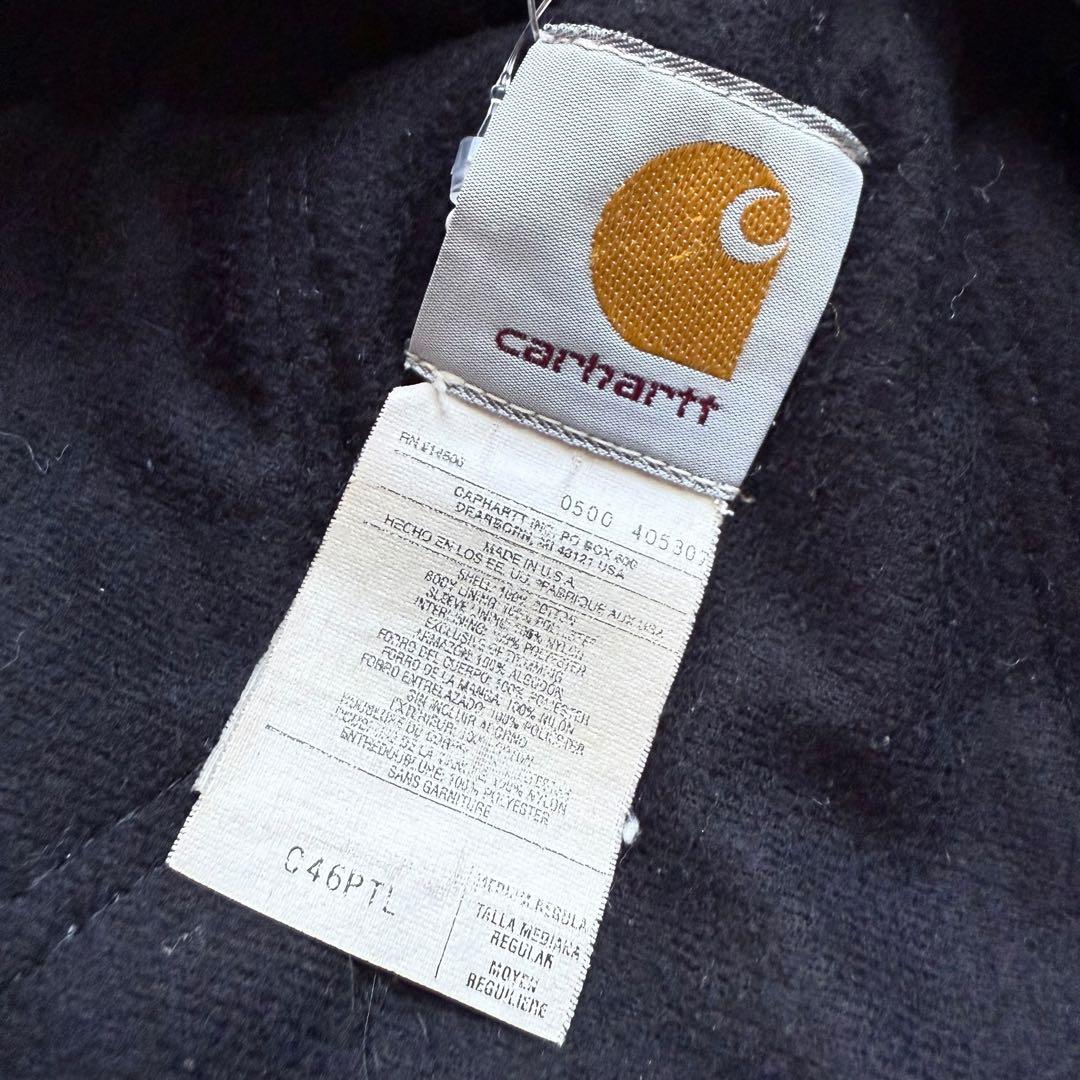 carhartt
RN #14806
0500 405307
CARHARTT INC. PO BOX 600
DEARBORN, MI 48121 USA
MADE IN U.S.A.
HECHO EN LOS EE. UU. FABRIQUE AUX USA
SHELL: 100% COTTON
BODY LINING: 100% POLYESTER
SLEEVE LINING: 100% NYLON
INTERLINING: 100% POLYESTER
EXCLUSIVE OF TRIMMING
ARMAZON: 100% ALGODON
FORRO DEL CUERPO: 100% POLIESTER
FORRO DE LA MANGA: 100% NILON
FORRO ENTRELAZADO: 100% POLIESTER
SIN INCLUIR ADORNO
EXTERIEUR: 100%
DOUBLURE DU CORPS
DE LA 100% NYLON
ENTREDOUBLURE: 100% POLYESTER
SANS GARNITURE
C46PTL
MEDIUM REGULA
TALLA MEDIANA
REGULAR
MOYEN
REGULIERE